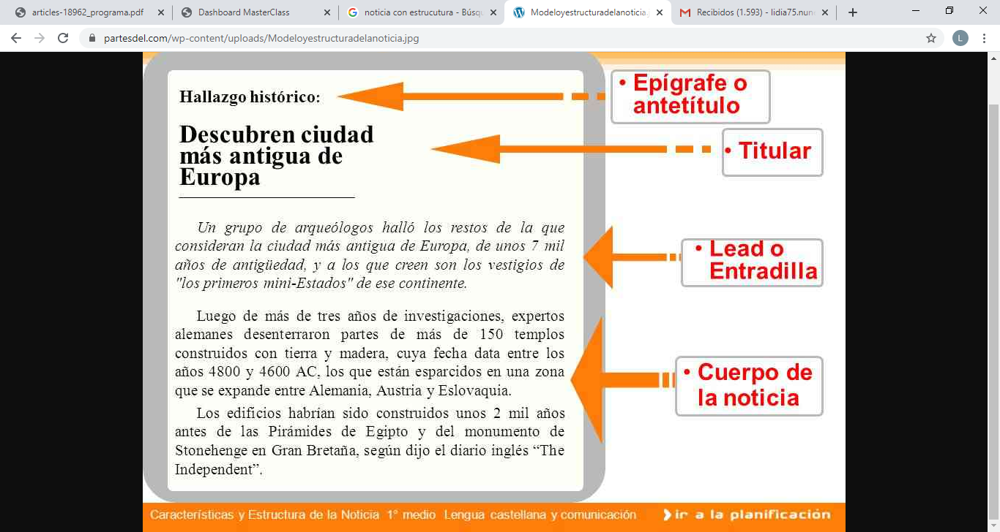 articles-18962_programa.pdf
Dashboard MasterClass
noticia con estrucutura - Búsqu
Modeloyestructuradelanoticia.
Recibidos (1.593) - lidia75.nun
partesdel.com/wp-content/uploads/Modeloyestructuradelanoticia.jpg
L
Hallazgo histórico:
• Epígrafe o
antetítulo
Descubren ciudad
más antigua de
Europa
• Titular
Un grupo de arqueólogos halló los restos de la que
consideran la ciudad más antigua de Europa, de unos 7 mil
años de antigüedad, y a los que creen son los vestigios de
"los primeros mini-Estados" de ese continente.
• Lead o
Entradilla
Luego de más de tres años de investigaciones, expertos
alemanes desenterraron partes de más de 150 templos
construidos con tierra y madera, cuya fecha data entre los
años 4800 y 4600 AC, los que están esparcidos en una zona
que se expande entre Alemania, Austria y Eslovaquia.
Los edificios habrían sido construidos unos 2 mil años
antes de las Pirámides de Egipto y del monumento de
Stonehenge en Gran Bretaña, según dijo el diario inglés “The
Independent”.
• Cuerpo de
la noticia
Características y Estructura de la Noticia 1° medio Lengua castellana y comunicación
ir a la planificación